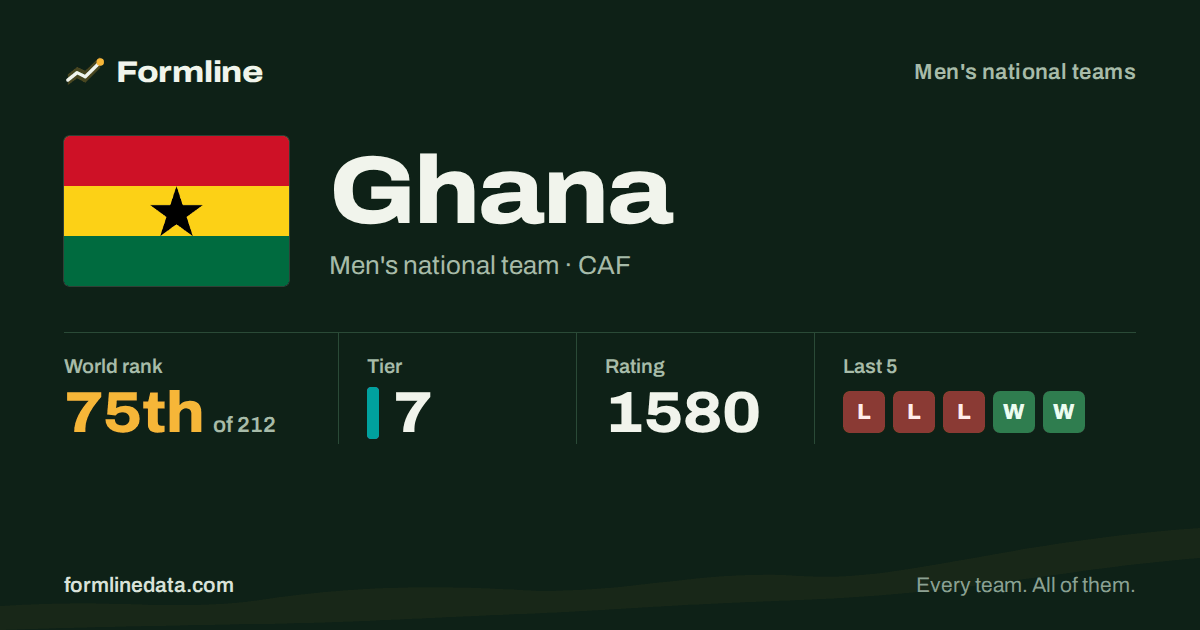 Formline
Men's national teams
Ghana
Men's national team · CAF
World rank
75th of 212
Tier
7
Rating
1580
Last 5
L L L W W
formlinedata.com
Every team. All of them.